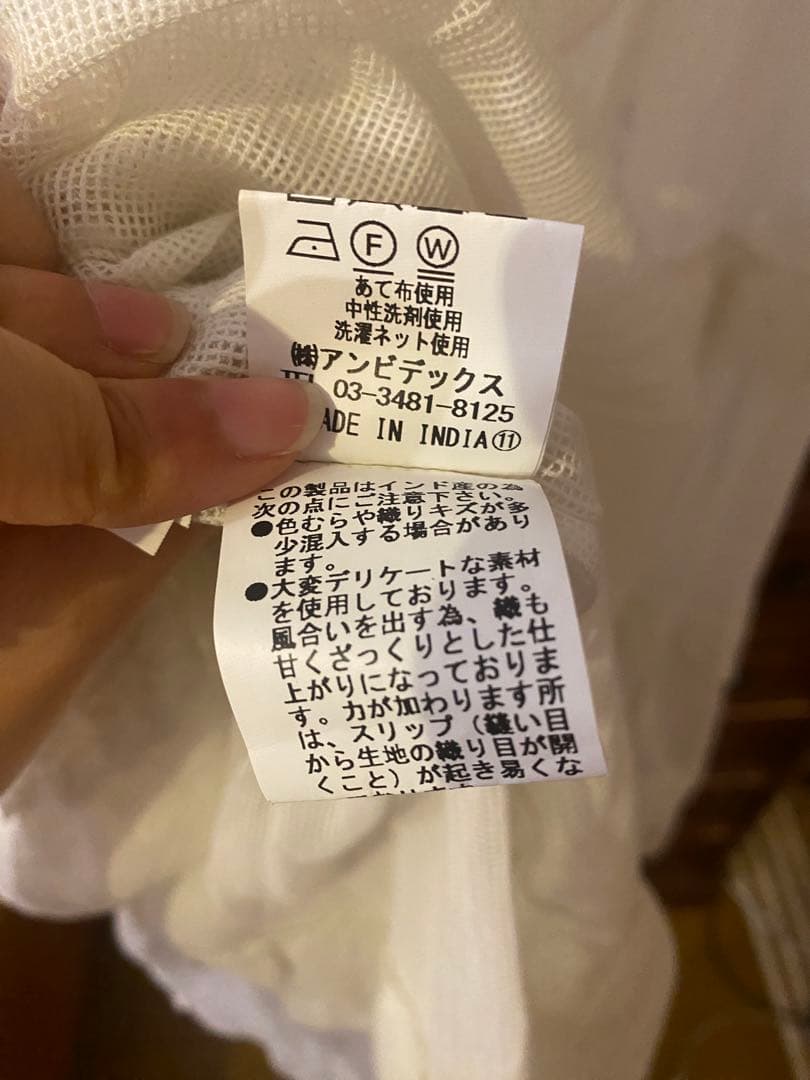 F W
あて布使用
中性洗剤使用
洗濯ネット使用
㈱アンビデックス
TEL 03-3481-8125
MADE IN INDIA⑪
この製品はインド産の為
次の点にご注意下さい。
●色むらや織りキズが多
少混入する場合があり
ます。
●大変デリケートな素材
を使用しております。
風合いを出す為、織も
甘くざっくりとした仕
上がりになっておりま
す。力が加わります所
は、スリップ（縫い目
から生地の織り目が開
くこと）が起き易くな